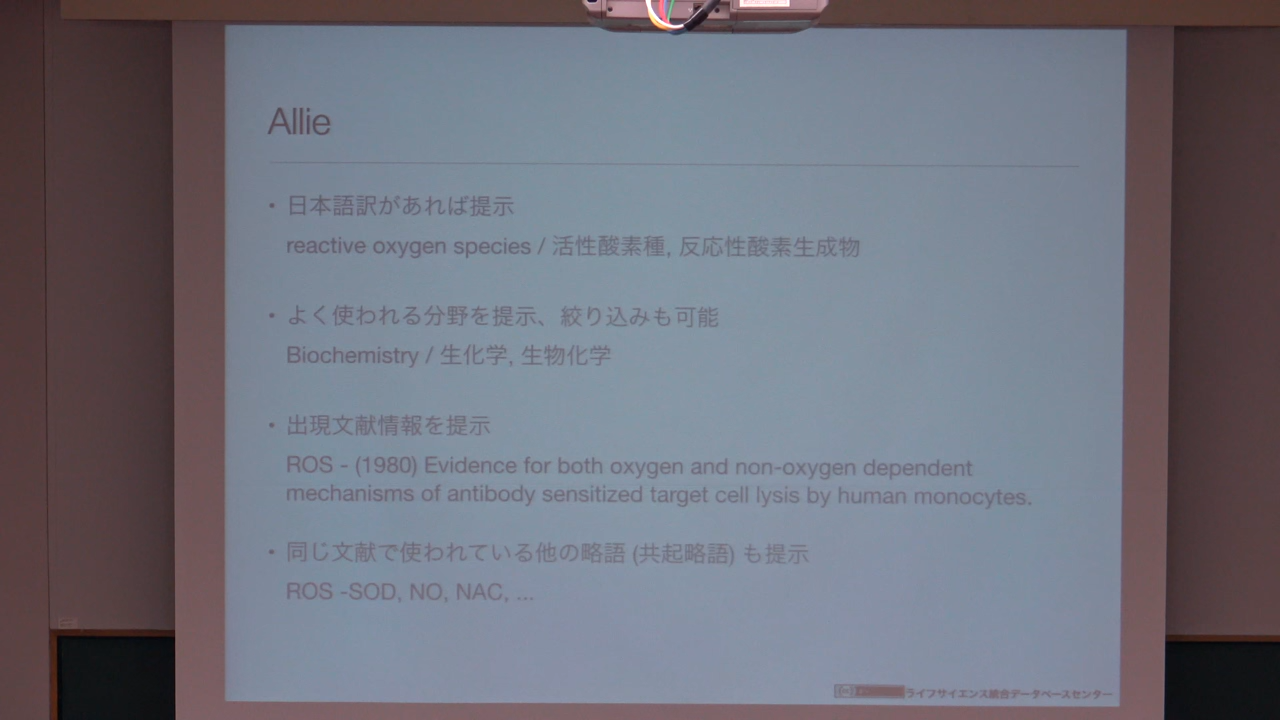 Allie
・日本語訳があれば提示
reactive oxygen species / 活性酸素種, 反応性酸素生成物
・よく使われる分野を提示、絞り込みも可能
Biochemistry / 生化学, 生物化学
・出現文献情報を提示
ROS - (1980) Evidence for both oxygen and non-oxygen dependent
mechanisms of antibody sensitized target cell lysis by human monocytes.
・同じ文献で使われている他の略語 (共起略語) も提示
ROS -SOD, NO, NAC, ...
ライフサイエンス統合データベースセンター